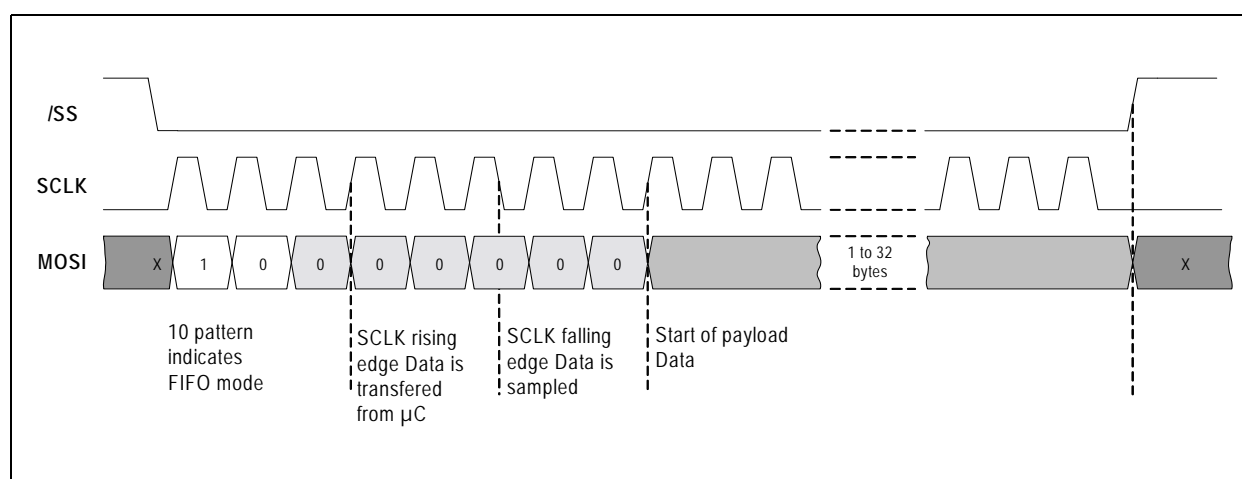 /SS
SCLK
MOSI
X 1 0 0 0 0 0 0 0 1 to 32 X
bytes
10 pattern
indicates
FIFO mode
SCLK rising
edge Data is
transfered
from µC
SCLK falling
edge Data is
sampled
Start of payload
Data